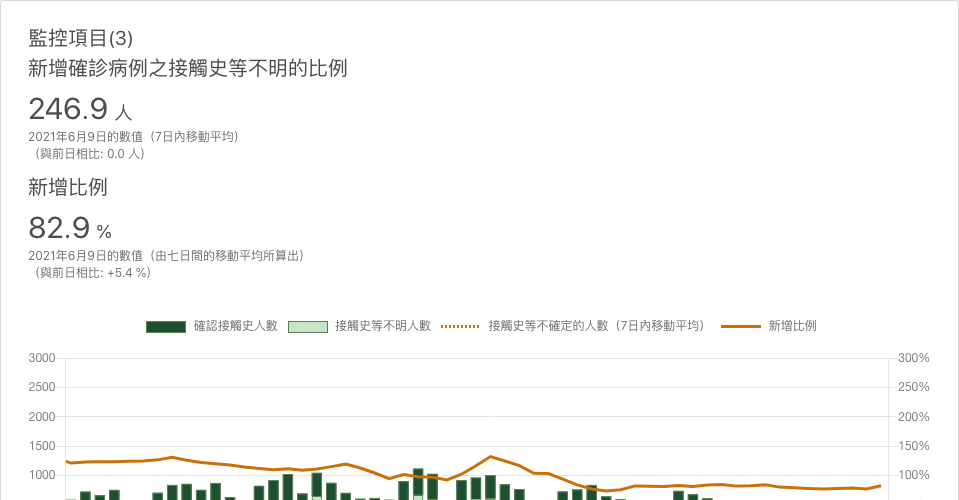 監控項目(3)
新增確診病例之接觸史等不明的比例
246.9 人
2021年6月9日的數值（7日內移動平均）
（與前日相比: 0.0 人）
新增比例
82.9 %
2021年6月9日的數值（由七日間的移動平均所算出）
（與前日相比: +5.4 %）
確認接觸史人數 接觸史等不明人數 接觸史等不確定的人數（7日內移動平均） 新增比例
3000 300%
2500 250%
2000 200%
1500 150%
1000 100%